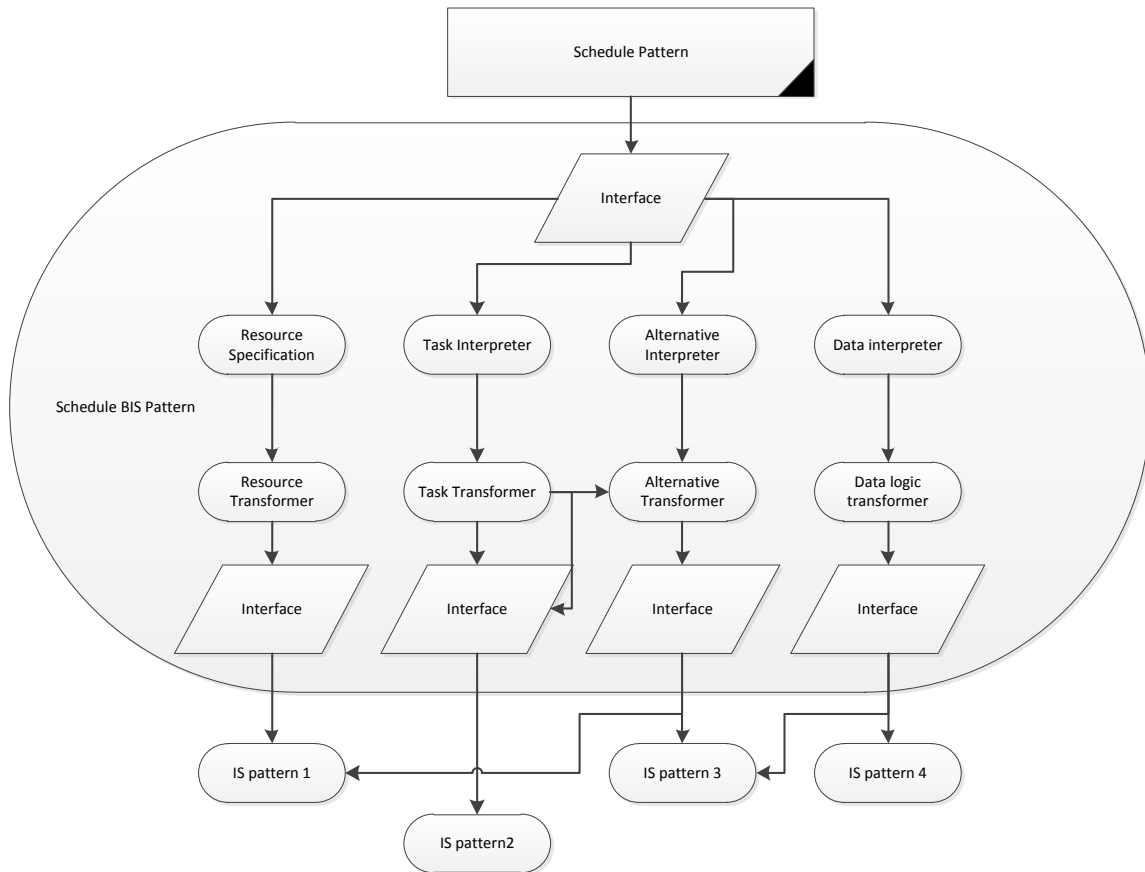 Schedule Pattern
Interface
Resource
Specification
Task Interpreter
Alternative
Interpreter
Data interpreter
Schedule BIS Pattern
Resource
Transformer
Task Transformer
Alternative
Transformer
Data logic
transformer
Interface
Interface
Interface
Interface
IS pattern 1
IS pattern 3
IS pattern 4
IS pattern2